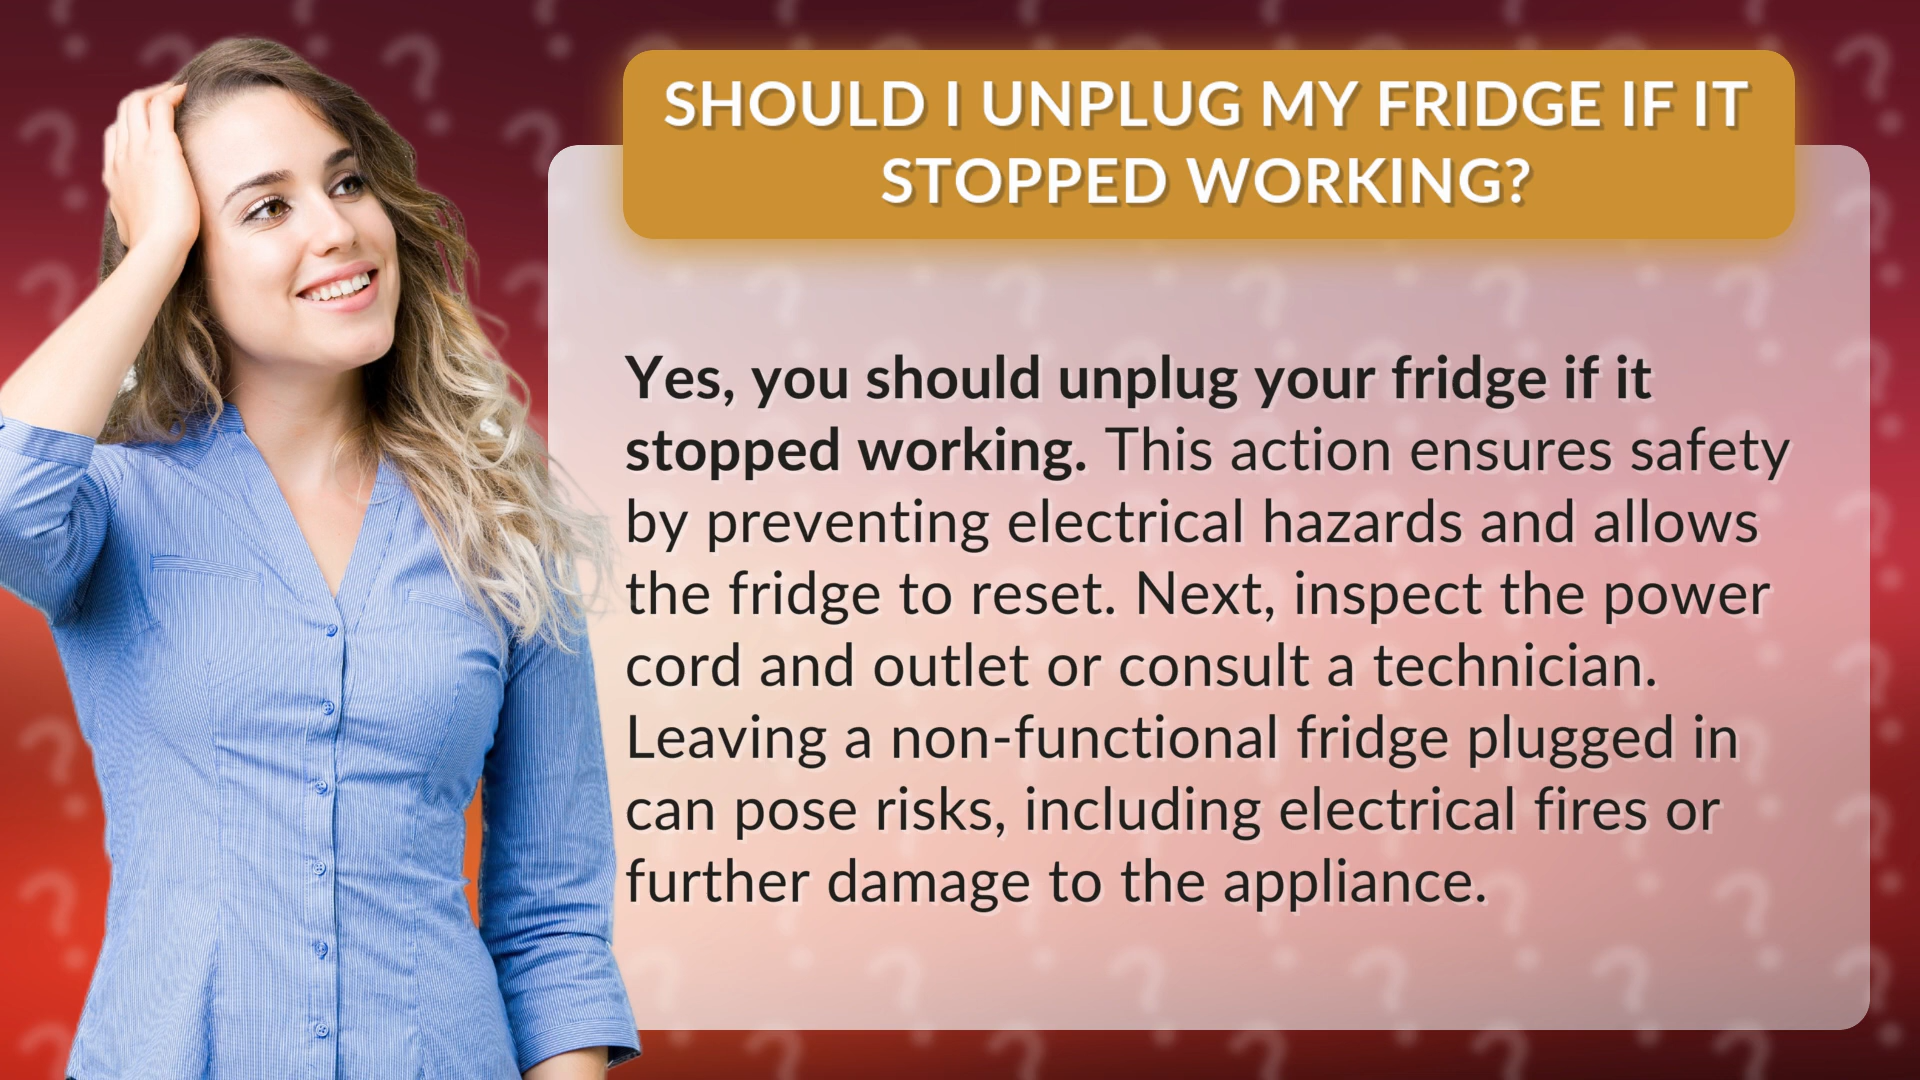 SHOULD I UNPLUG MY FRIDGE IF IT
STOPPED WORKING?
Yes, you should unplug your fridge if it
stopped working. This action ensures safety
by preventing electrical hazards and allows
the fridge to reset. Next, inspect the power
cord and outlet or consult a technician.
Leaving a non-functional fridge plugged in
can pose risks, including electrical fires or
further damage to the appliance.